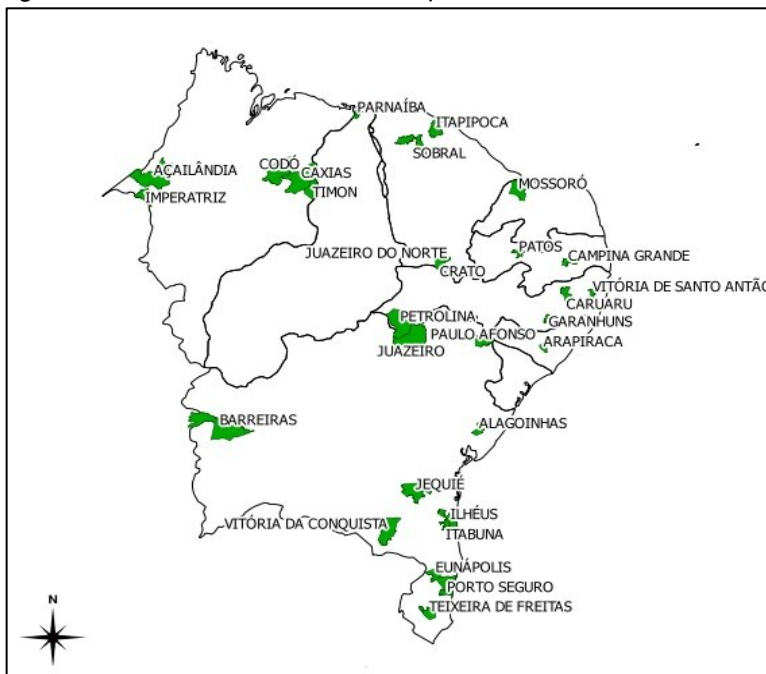 PARNAÍBA
ITAPIPOCA
SOBRAL
AÇAILÂNDIA
CODÓ
CAXIAS
IMPERATRIZ
TIMON
MOSSORÓ
JUAZEIRO DO NORTE
PATOS
CAMPINA GRANDE
CRATO
VITÓRIA DE SANTO ANTÃO
CARUARU
PETROLINA
GARANHUNS
PAULO AFONSO
ARAPIRACA
JUAZEIRO
BARREIRAS
ALAGOINHAS
JEQUIÉ
ILHÉUS
VITÓRIA DA CONQUISTA
ITABUNA
EUNÁPOLIS
PORTO SEGURO
TEIXEIRA DE FREITAS
N